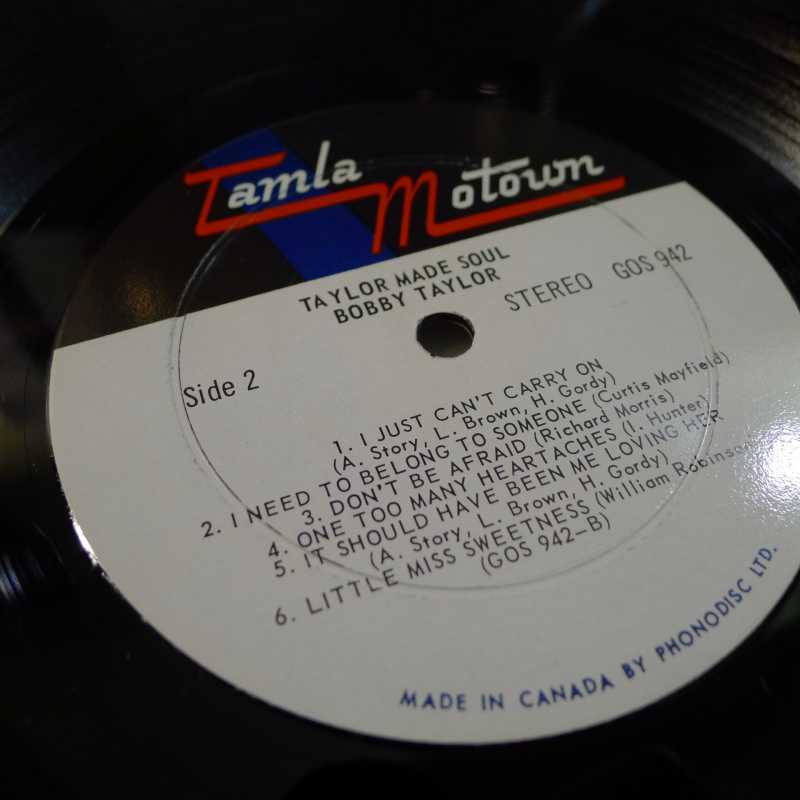 Tamla Motown
TAYLOR MADE SOUL
BOBBY TAYLOR
STEREO GOS 942
Side 2
1. I JUST CAN'T CARRY ON
(A. Story, L. Brown, H. Gordy)
2. I NEED TO BELONG TO SOMEONE (Curtis Mayfield)
3. DON'T BE AFRAID (Richard Morris)
4. ONE TOO MANY HEARTACHES (I. Hunter)
5. IT SHOULD HAVE BEEN ME LOVING HER
(A. Story, L. Brown, H. Gordy)
6. LITTLE MISS SWEETNESS (William Robinson)
(GOS 942-B)
MADE IN CANADA BY PHONODISC LTD.